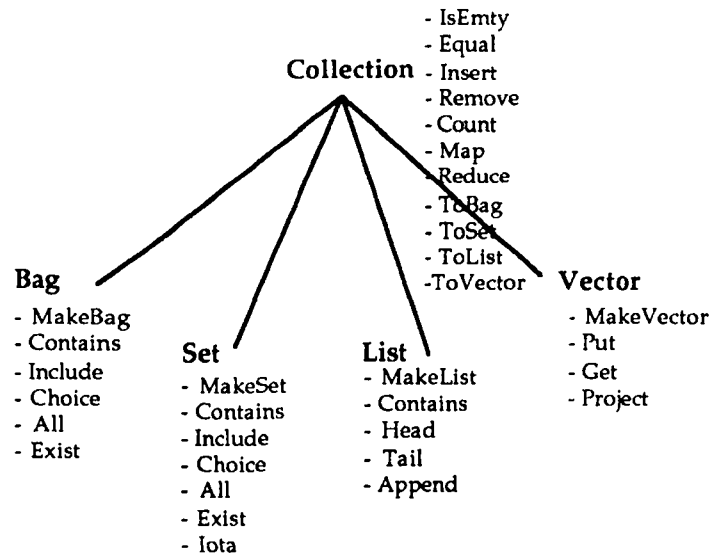 Collection
- IsEmty
- Equal
- Insert
- Remove
- Count
- Map
- Reduce
- ToBag
- ToSet
- ToList
-ToVector
Bag
- MakeBag
- Contains
- Include
- Choice
- All
- Exist
Set
- MakeSet
- Contains
- Include
- Choice
- All
- Exist
- Iota
List
- MakeList
- Contains
- Head
- Tail
- Append
Vector
- MakeVector
- Put
- Get
- Project